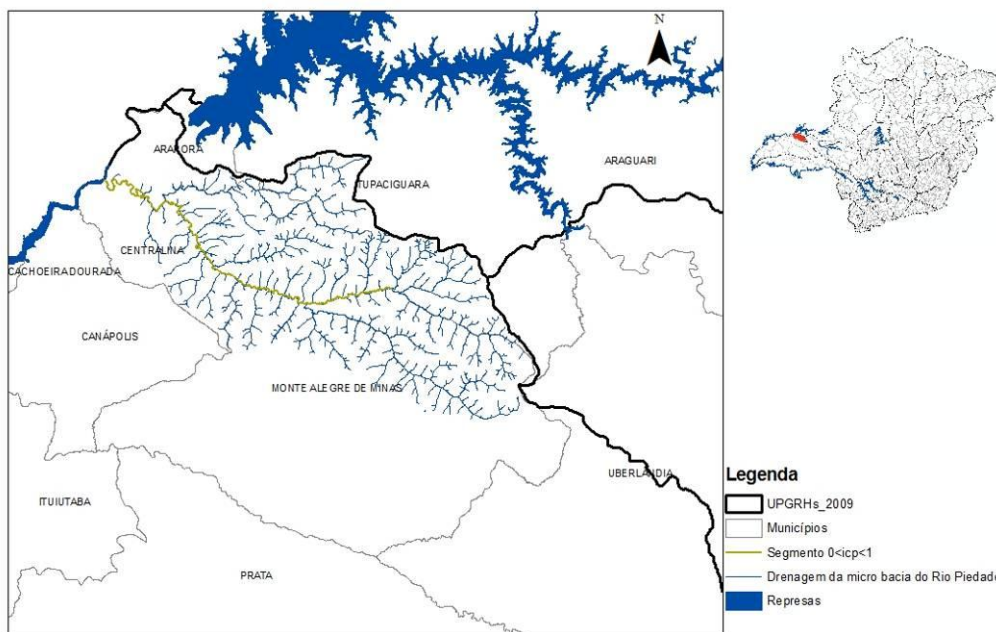 N
ARAPORÃ
ARAGUARI
TUPACIGUARA
CENTRALINA
CACHOEIRA DOURADA
CANÁPOLIS
MONTE ALEGRE DE MINAS
UBERLÂNDIA
ITUIUTABA
PRATA
Legenda
UPGRHs_2009
Municípios
Segmento 0<icp<1
Drenagem da micro bacia do Rio Piedade
Represas